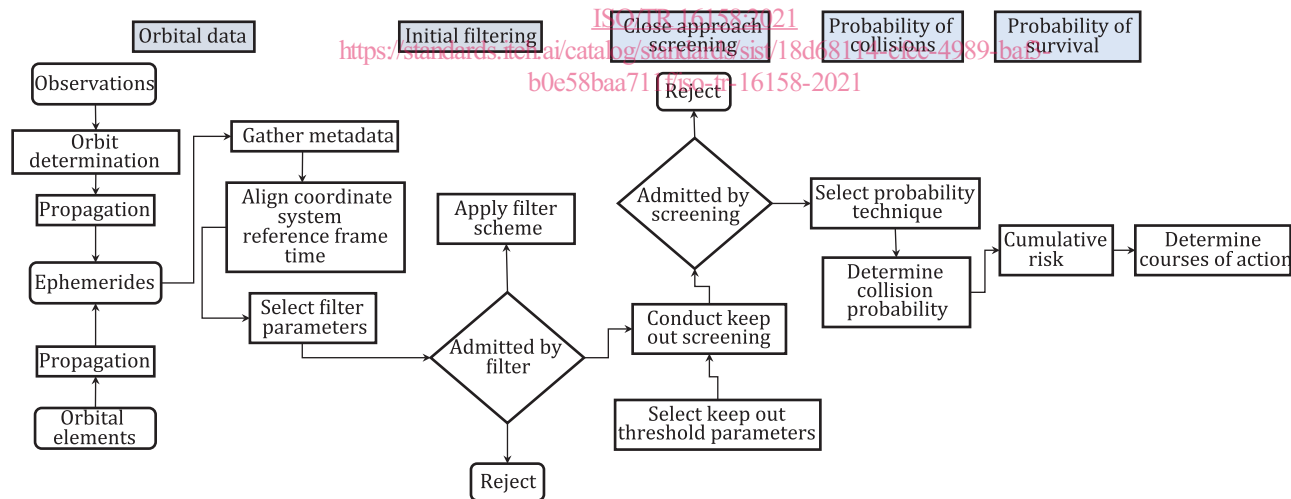 Orbital data
Initial filtering
Close approach
screening
Probability of
collisions
Probability of
survival
ISO/TR 16158:2021
https://standards.iteh.ai/catalog/standards/sist/
b0e58baa711f/iso-tr-16158-2021
Observations
Orbit
determination
Propagation
Ephemerides
Propagation
Orbital
elements
Gather metadata
Align coordinate
system
reference frame
time
Select filter
parameters
Apply filter
scheme
Admitted by
filter
Reject
Reject
Admitted by
screening
Conduct keep
out screening
Select keep out
threshold parameters
Select probability
technique
Determine
collision
probability
Cumulative
risk
Determine
courses of action